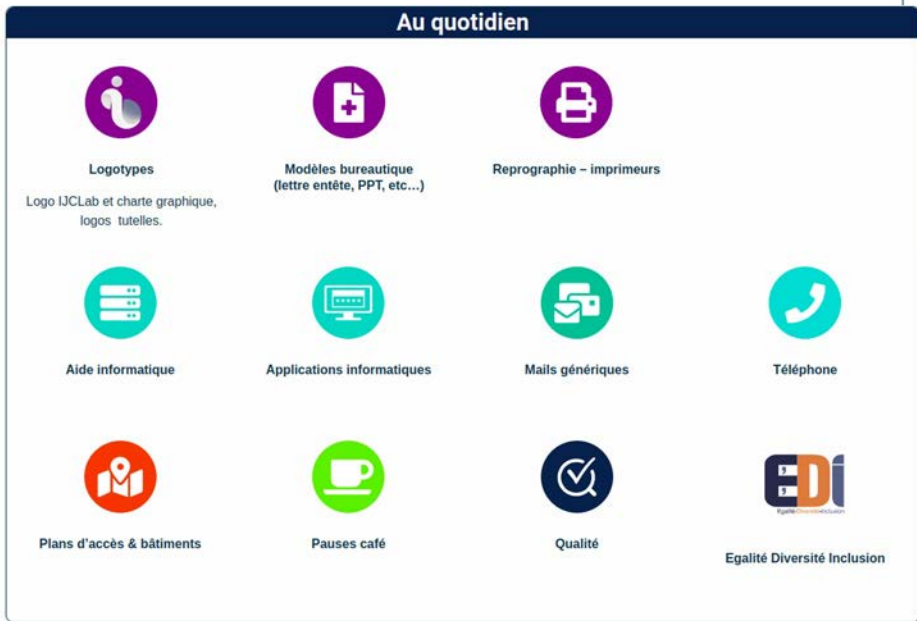 Au quotidien
Logotypes
Modèles bureautique
(lettre entête, PPT, etc…)
Reprographie – imprimeurs
Logo IJCLab et charte graphique,
logos tutelles.
Aide informatique
Applications informatiques
Mails génériques
Téléphone
EDI
Egalité-Diversité-Inclusion
Plans d'accès & bâtiments
Pauses café
Qualité
Egalité Diversité Inclusion